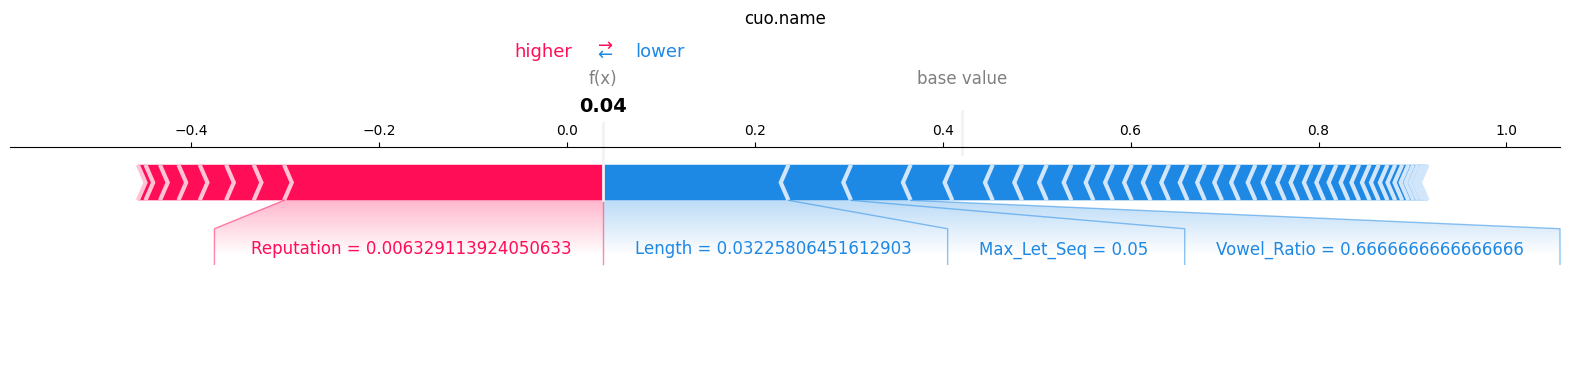 cuo.name
higher ⇄ lower
f(x) base value
0.04
−0.4 −0.2 0.0 0.2 0.4 0.6 0.8 1.0
Reputation = 0.006329113924050633 Length = 0.03225806451612903 Max_Let_Seq = 0.05 Vowel_Ratio = 0.6666666666666666